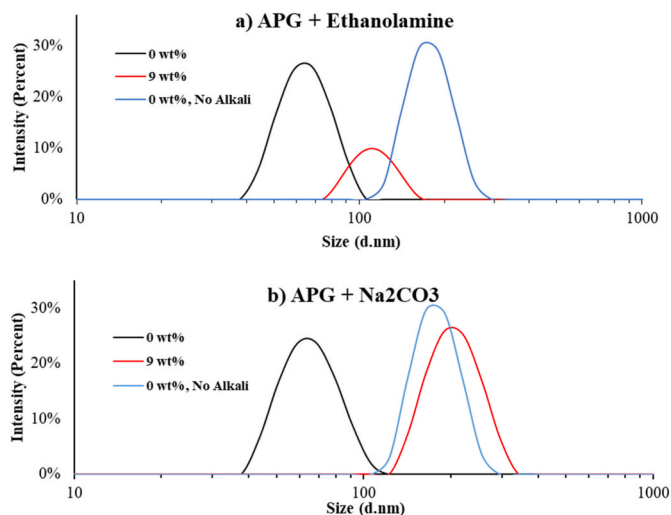 a) APG + Ethanolamine
30%
20%
10%
0%
Intensity (Percent)
0 wt%
9 wt%
0 wt%, No Alkali
10
100
1000
Size (d.nm)
b) APG + Na2CO3
30%
20%
10%
0%
Intensity (Percent)
0 wt%
9 wt%
0 wt%, No Alkali
10
100
1000
Size (d.nm)